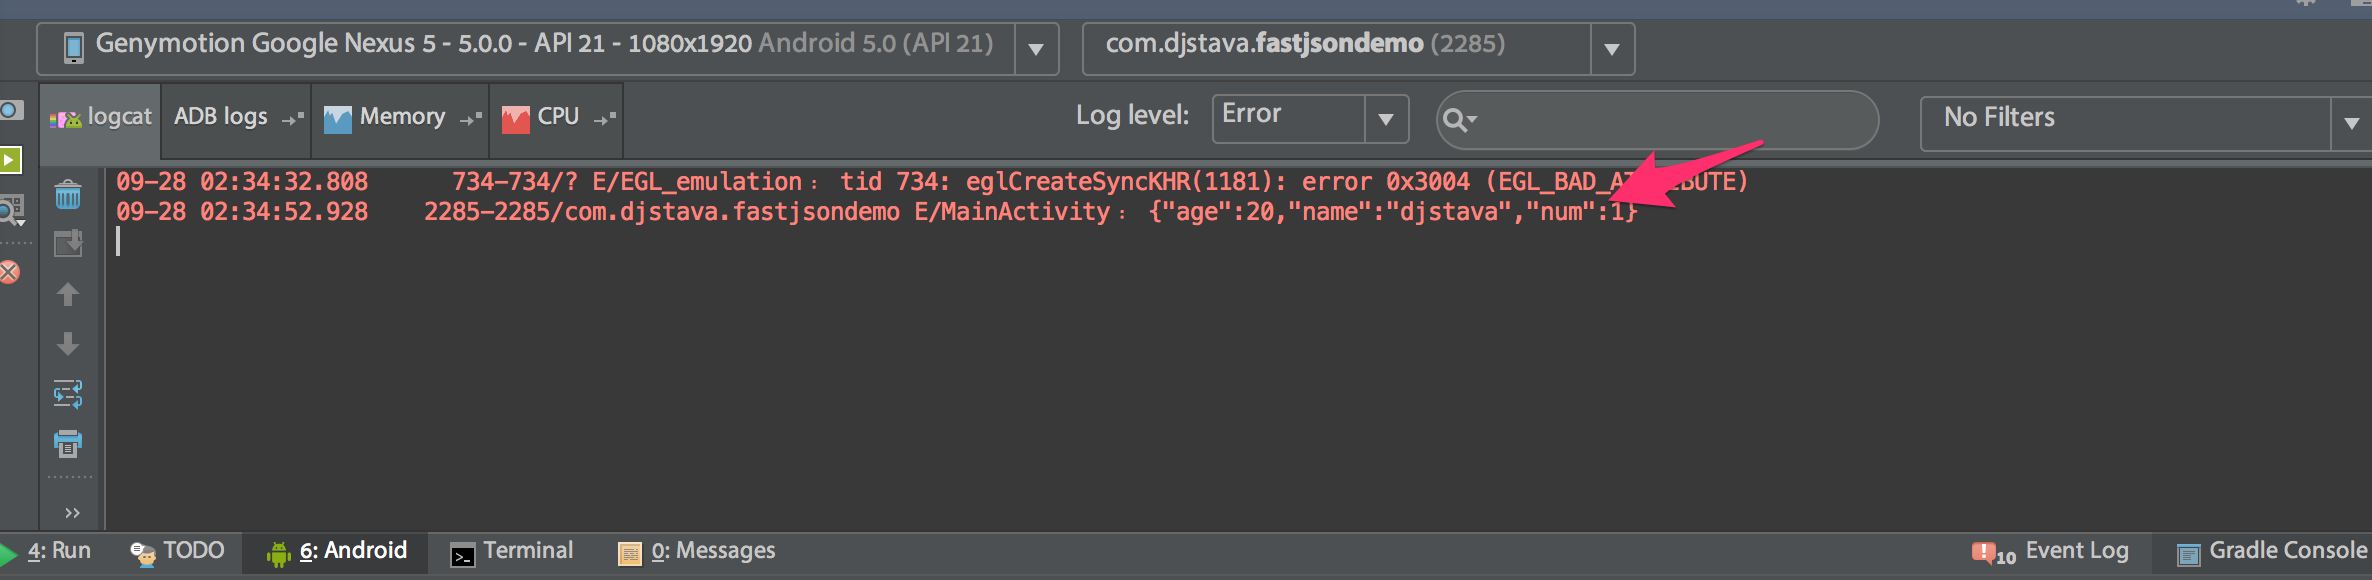 Genymotion Google Nexus 5 - 5.0.0 - API 21 - 1080x1920 Android 5.0 (API 21) com.djstava.fastjsondemo (2285)
logcat ADB logs Memory CPU Log level: Error No Filters
09-28 02:34:32.808 734-734/? E/EGL_emulation﹕ tid 734: eglCreateSyncKHR(1181): error 0x3004
09-28 02:34:52.928 2285-2285/com.djstava.fastjsondemo E/MainActivity﹕ {"age":20,"name":"djstava","num":1}
4: Run TODO 6: Android Terminal 0: Messages 10 Event Log Gradle Console